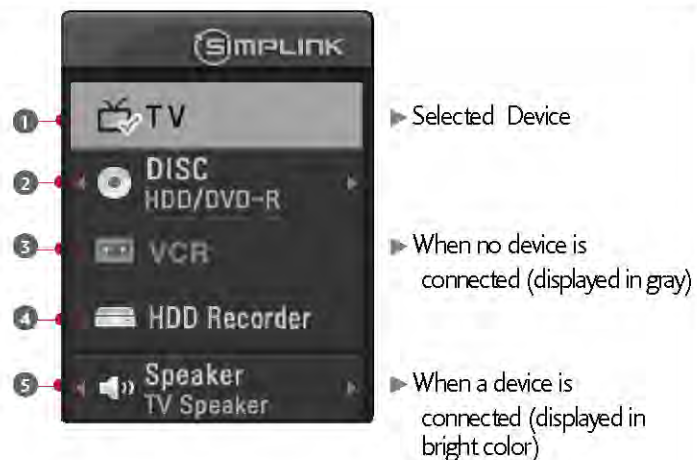 SIMPLINK
1 TV
▶ Selected Device
2 DISC
HDD/DVD-R
3 VCR
▶ When no device is
connected (displayed in gray)
4 HDD Recorder
5 Speaker
TV Speaker
▶ When a device is
connected (displayed in
bright color)